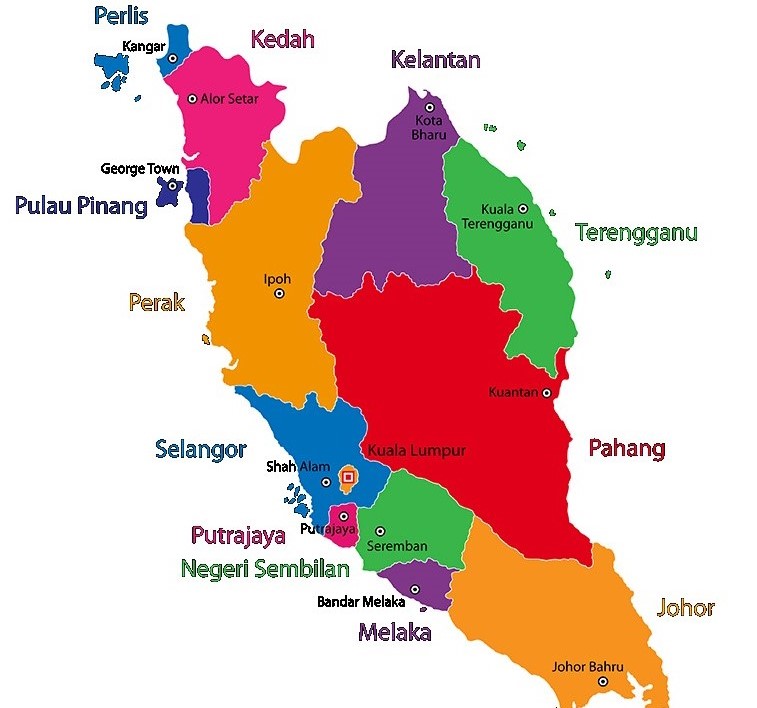 Perlis
Kangar
Kedah
Kelantan
Alor Setar
Kota
Bharu
George Town
Pulau Pinang
Kuala
Terengganu
Terengganu
Ipoh
Perak
Kuantan
Selangor
Kuala Lumpur
Pahang
Shah Alam
Putrajaya
Putrajaya
Seremban
Negeri Sembilan
Bandar Melaka
Melaka
Johor
Johor Bahru